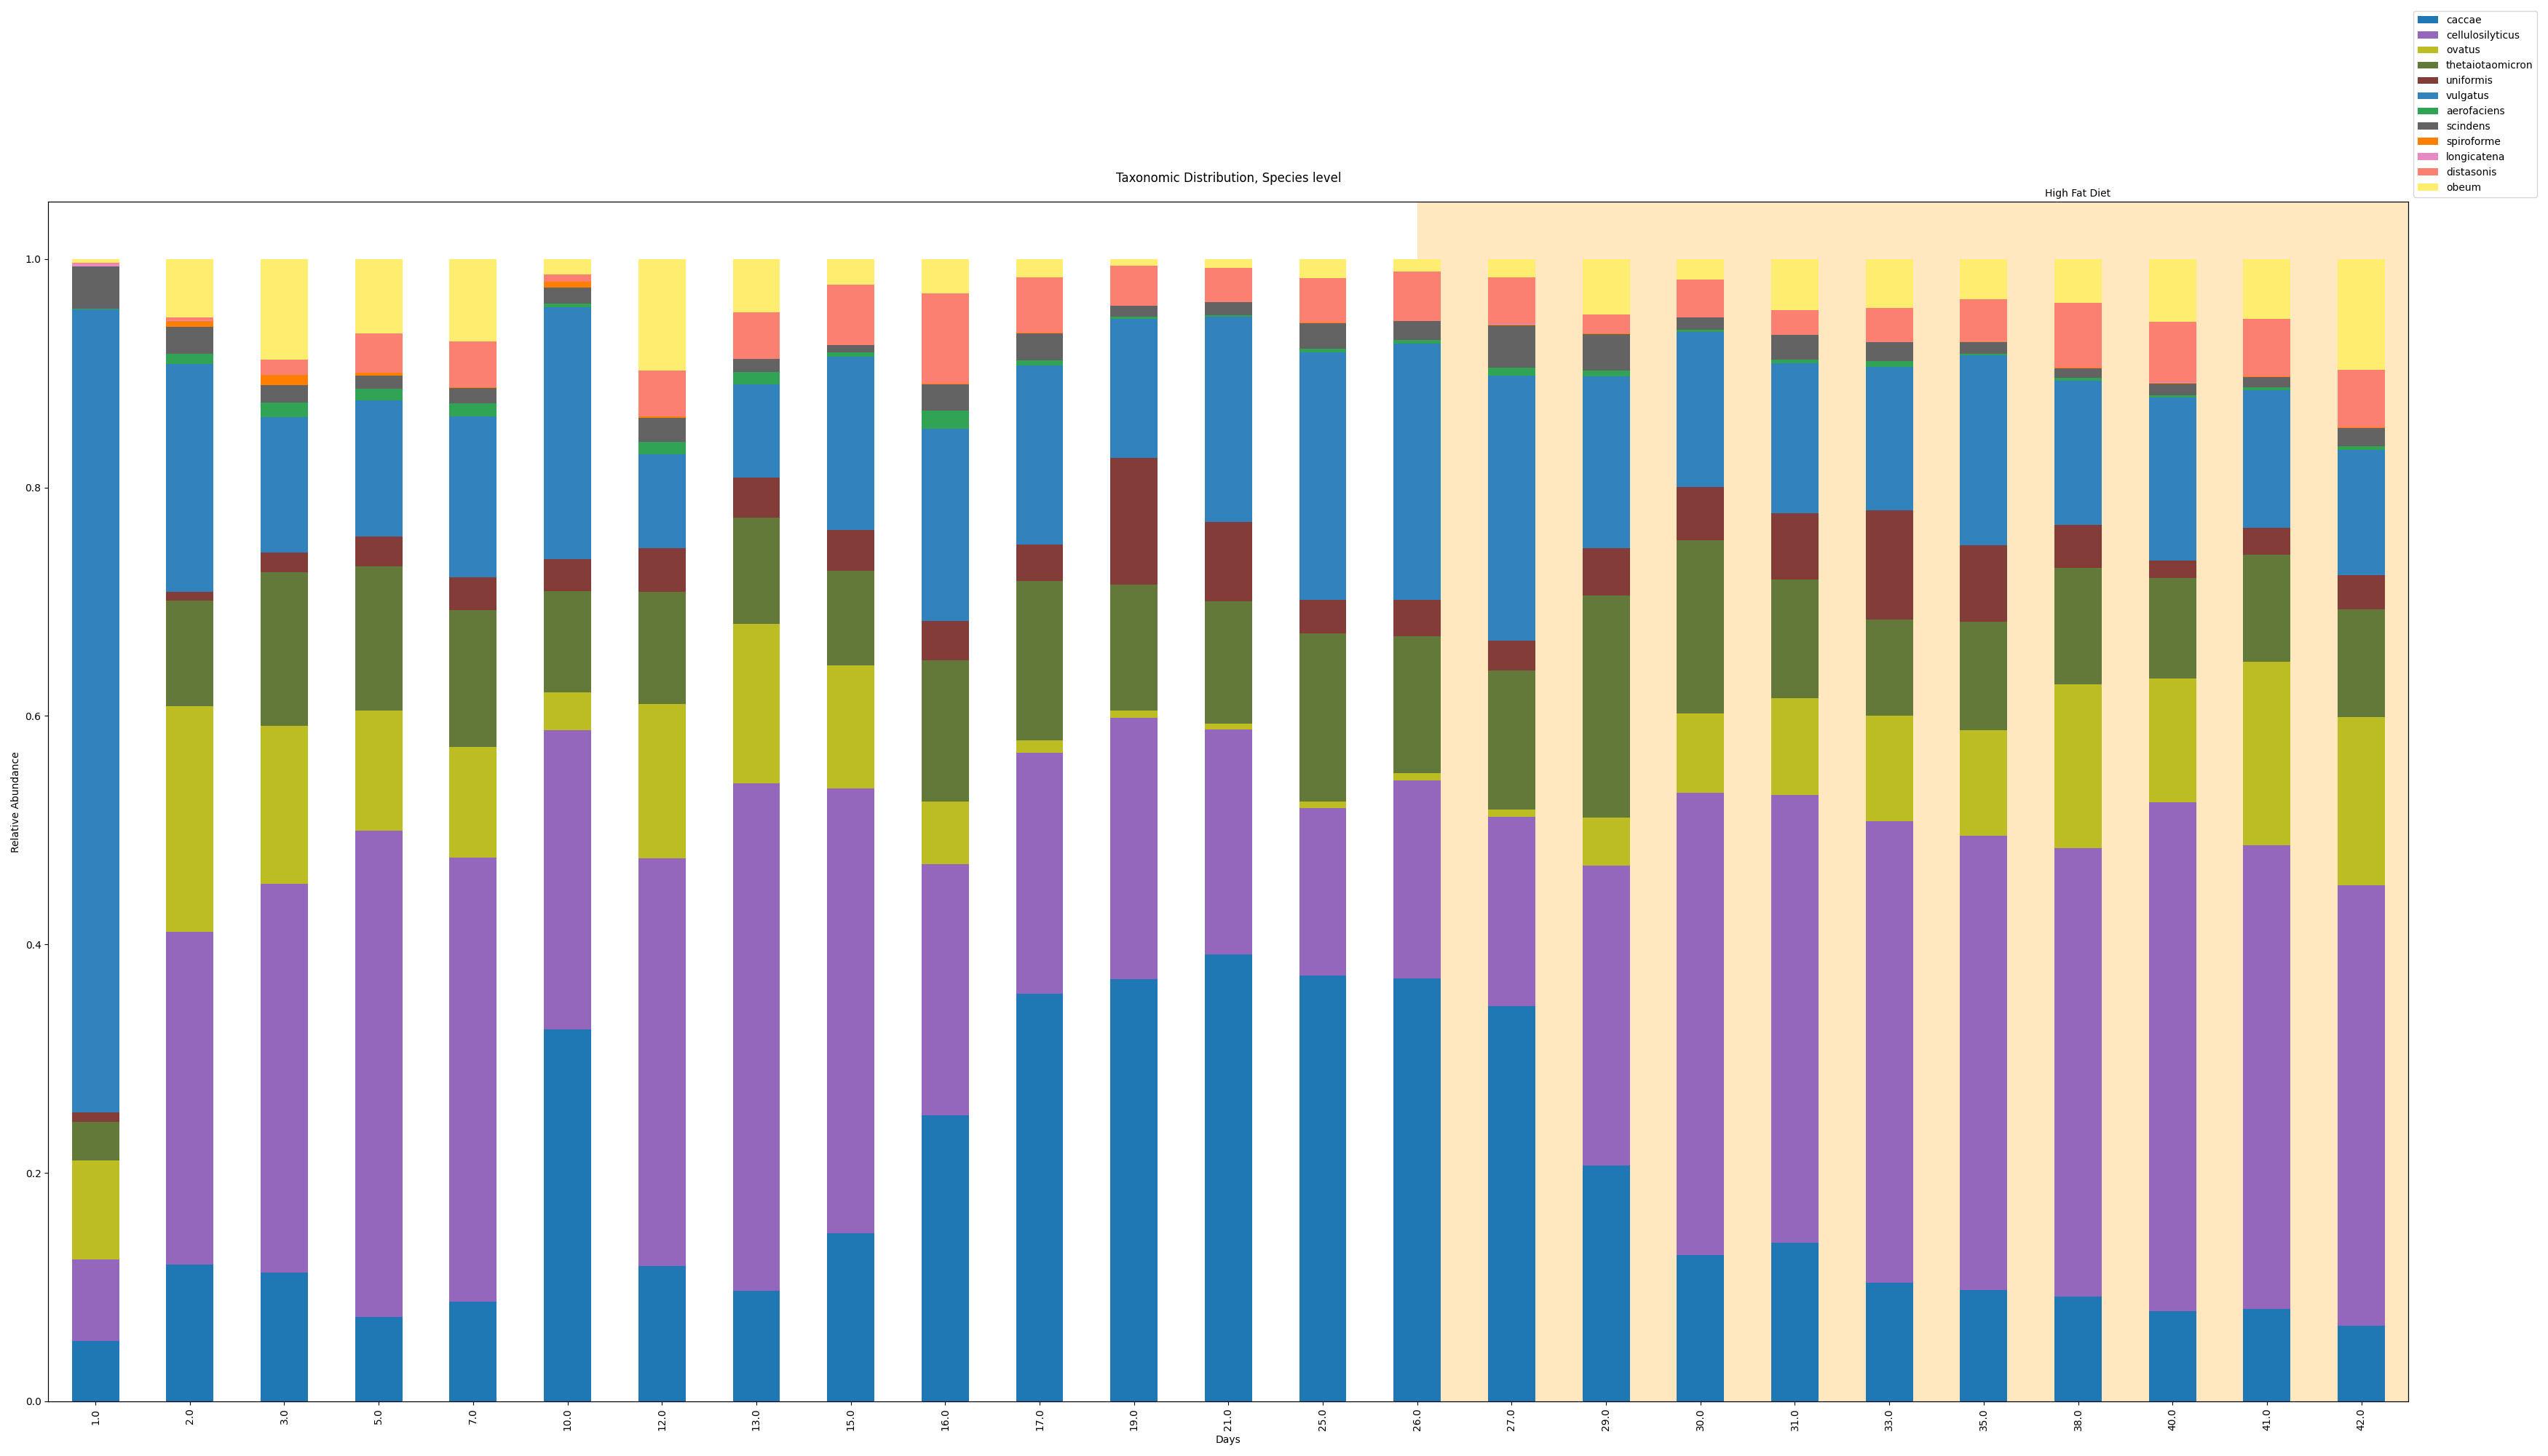 caccae
cellulosilyticus
ovatus
thetaiotaomicron
uniformis
vulgatus
aerofaciens
scindens
spiroforme
longicatena
distasonis
obeum
Taxonomic Distribution, Species level
High Fat Diet
Relative Abundance
1.0
0.8
0.6
0.4
0.2
0.0
1.0 2.0 3.0 5.0 7.0 10.0 12.0 13.0 15.0 16.0 17.0 19.0 21.0 25.0 26.0 27.0 29.0 30.0 31.0 33.0 35.0 38.0 40.0 41.0 42.0
Days